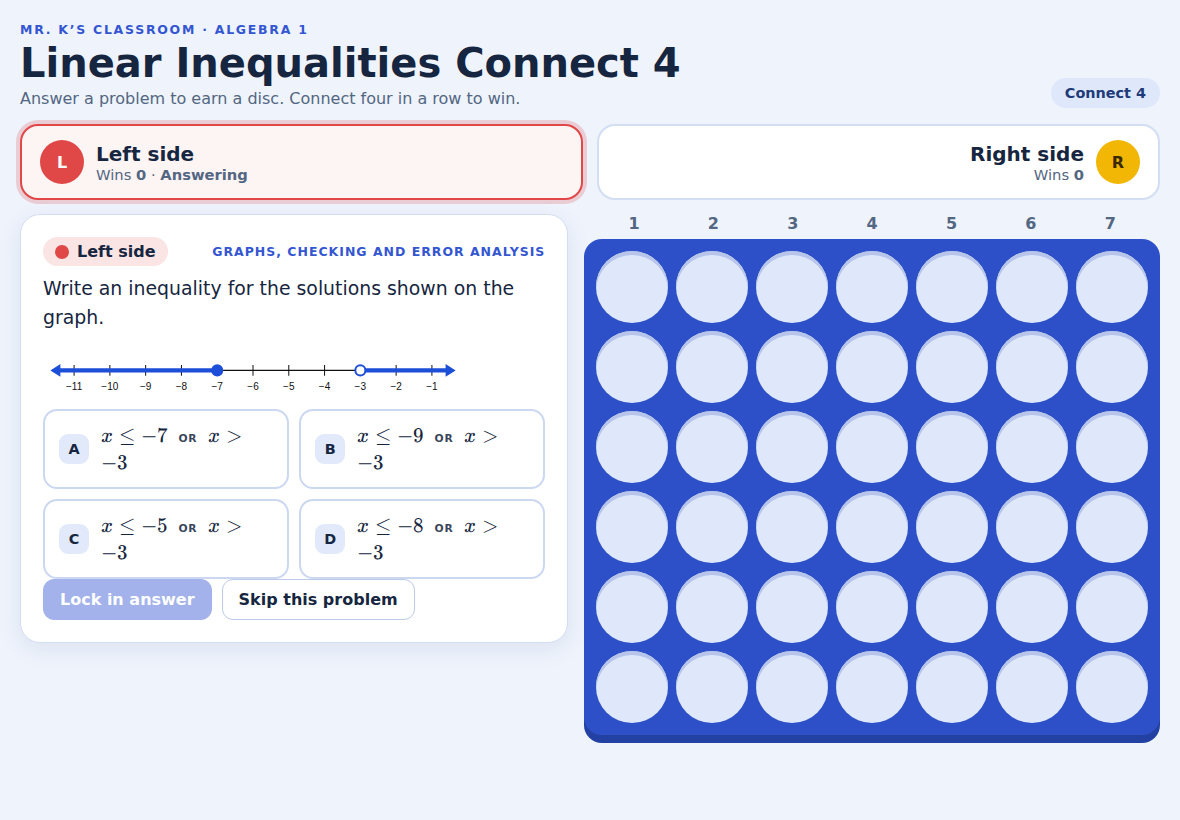 MR. K'S CLASSROOM · ALGEBRA 1
Linear Inequalities Connect 4
Answer a problem to earn a disc. Connect four in a row to win.
Connect 4
L
Left side
Wins 0 · Answering
Right side
Wins 0
R
Left side
GRAPHS, CHECKING AND ERROR ANALYSIS
Write an inequality for the solutions shown on the
graph.
−11 −10 −9 −8 −7 −6 −5 −4 −3 −2 −1
A
x ≤ −7 OR x >
−3
B
x ≤ −9 OR x >
−3
C
x ≤ −5 OR x >
−3
D
x ≤ −8 OR x >
−3
Lock in answer
Skip this problem
1 2 3 4 5 6 7